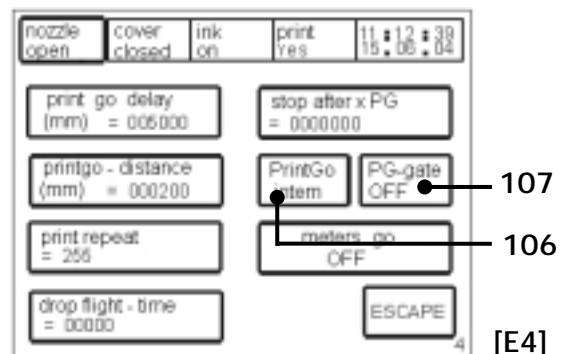 nozzle open
cover closed
ink on
print Yes
11:12:39
15.06.04
print go delay
(mm) = 005000
stop after x PG
= 0000000
printgo - distance
(mm) = 000200
PrintGo
intern
PG-gate
OFF
107
106
print repeat
= 256
meters go
OFF
drop flight - time
= 00000
ESCAPE
4
[E4]